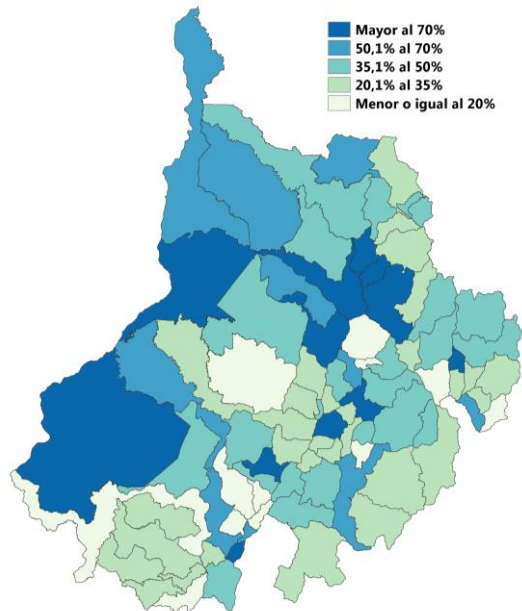 Mayor al 70%
50,1% al 70%
35,1% al 50%
20,1% al 35%
Menor o igual al 20%